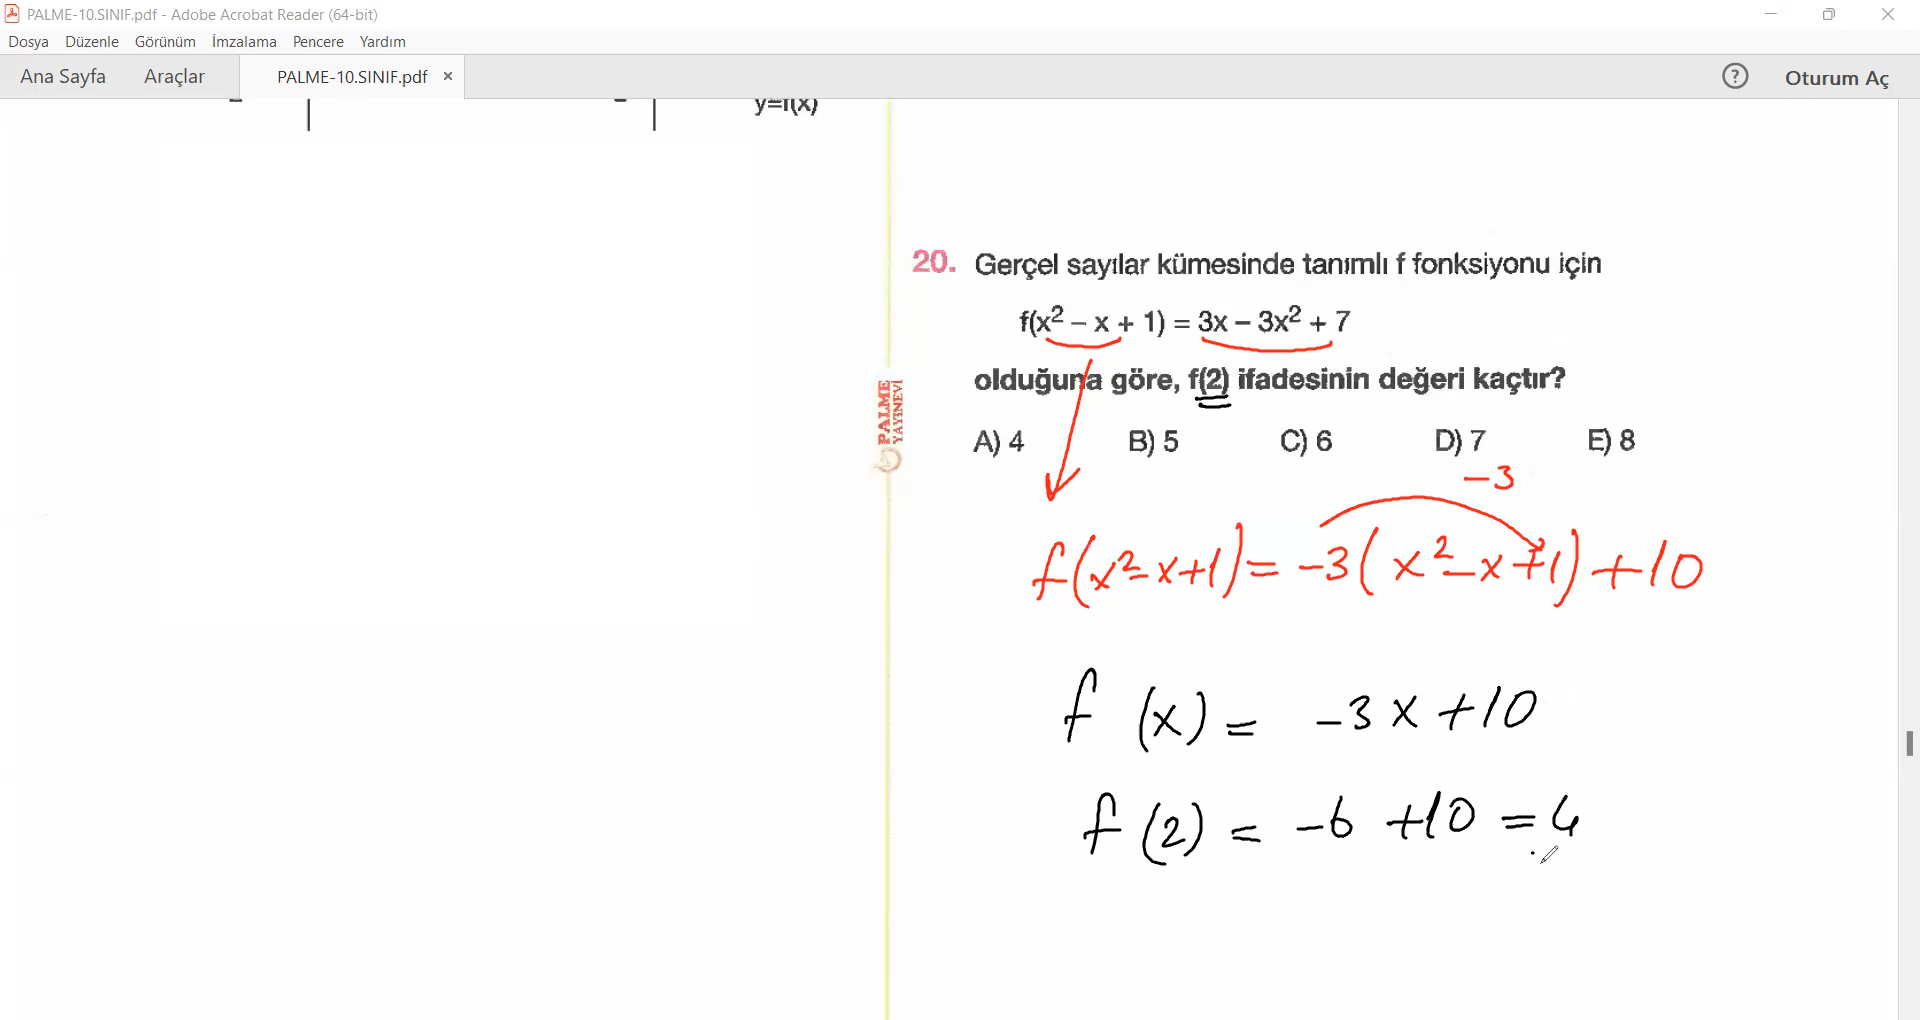 PALME-10.SINIF.pdf - Adobe Acrobat Reader (64-bit)
Dosya Düzenle Görünüm İmzalama Pencere Yardım
Ana Sayfa Araçlar PALME-10.SINIF.pdf × ? Oturum Aç
y=f(x)
PALME
YAYINEVİ
20. Gerçel sayılar kümesinde tanımlı f fonksiyonu için
f(x² – x + 1) = 3x – 3x² + 7
olduğuna göre, f(2) ifadesinin değeri kaçtır?
A) 4 B) 5 C) 6 D) 7 E) 8
-3
f(x²-x+1) = -3(x²-x+1)+10
f(x) = -3x+10
f(2) = -6 +10 = 4